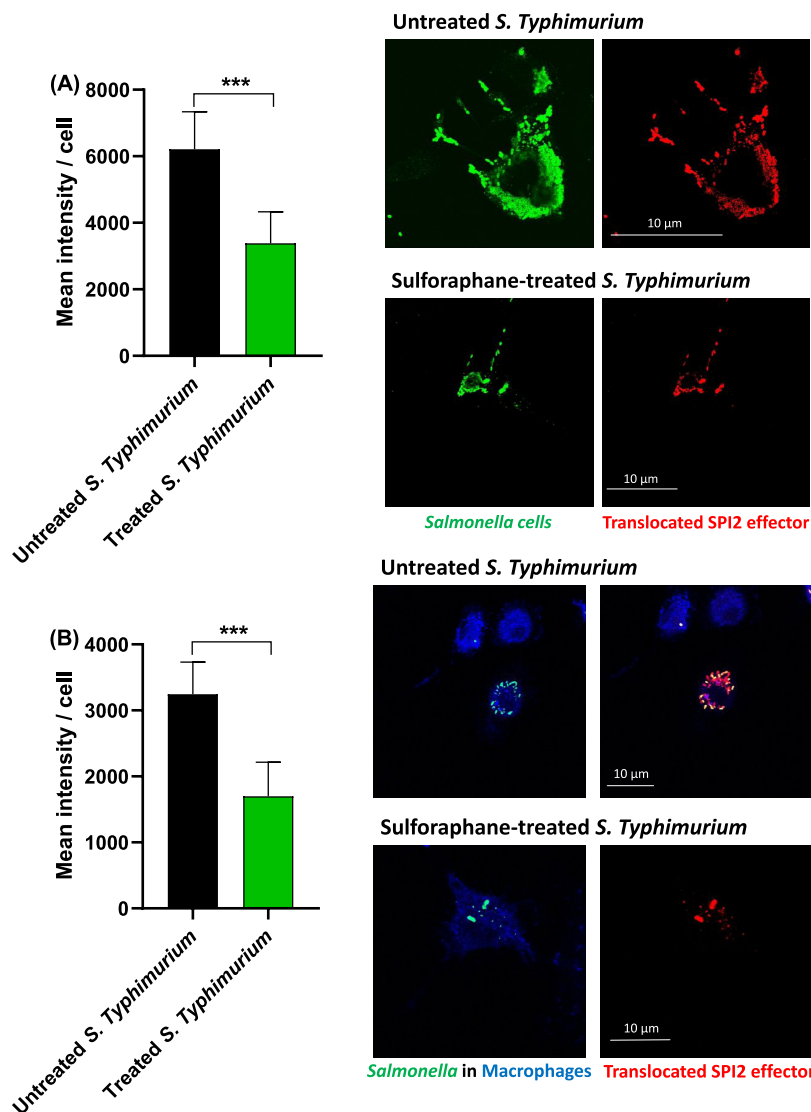 Untreated S. Typhimurium
(A)
***
8000
6000
4000
2000
0
Mean intensity / cell
Untreated S. Typhimurium
Treated S. Typhimurium
10 µm
Sulforaphane-treated S. Typhimurium
10 µm
Salmonella cells
Translocated SPI2 effector
Untreated S. Typhimurium
(B)
***
4000
3000
2000
1000
0
Mean intensity / cell
Untreated S. Typhimurium
Treated S. Typhimurium
10 µm
Sulforaphane-treated S. Typhimurium
10 µm
Salmonella in Macrophages
Translocated SPI2 effector